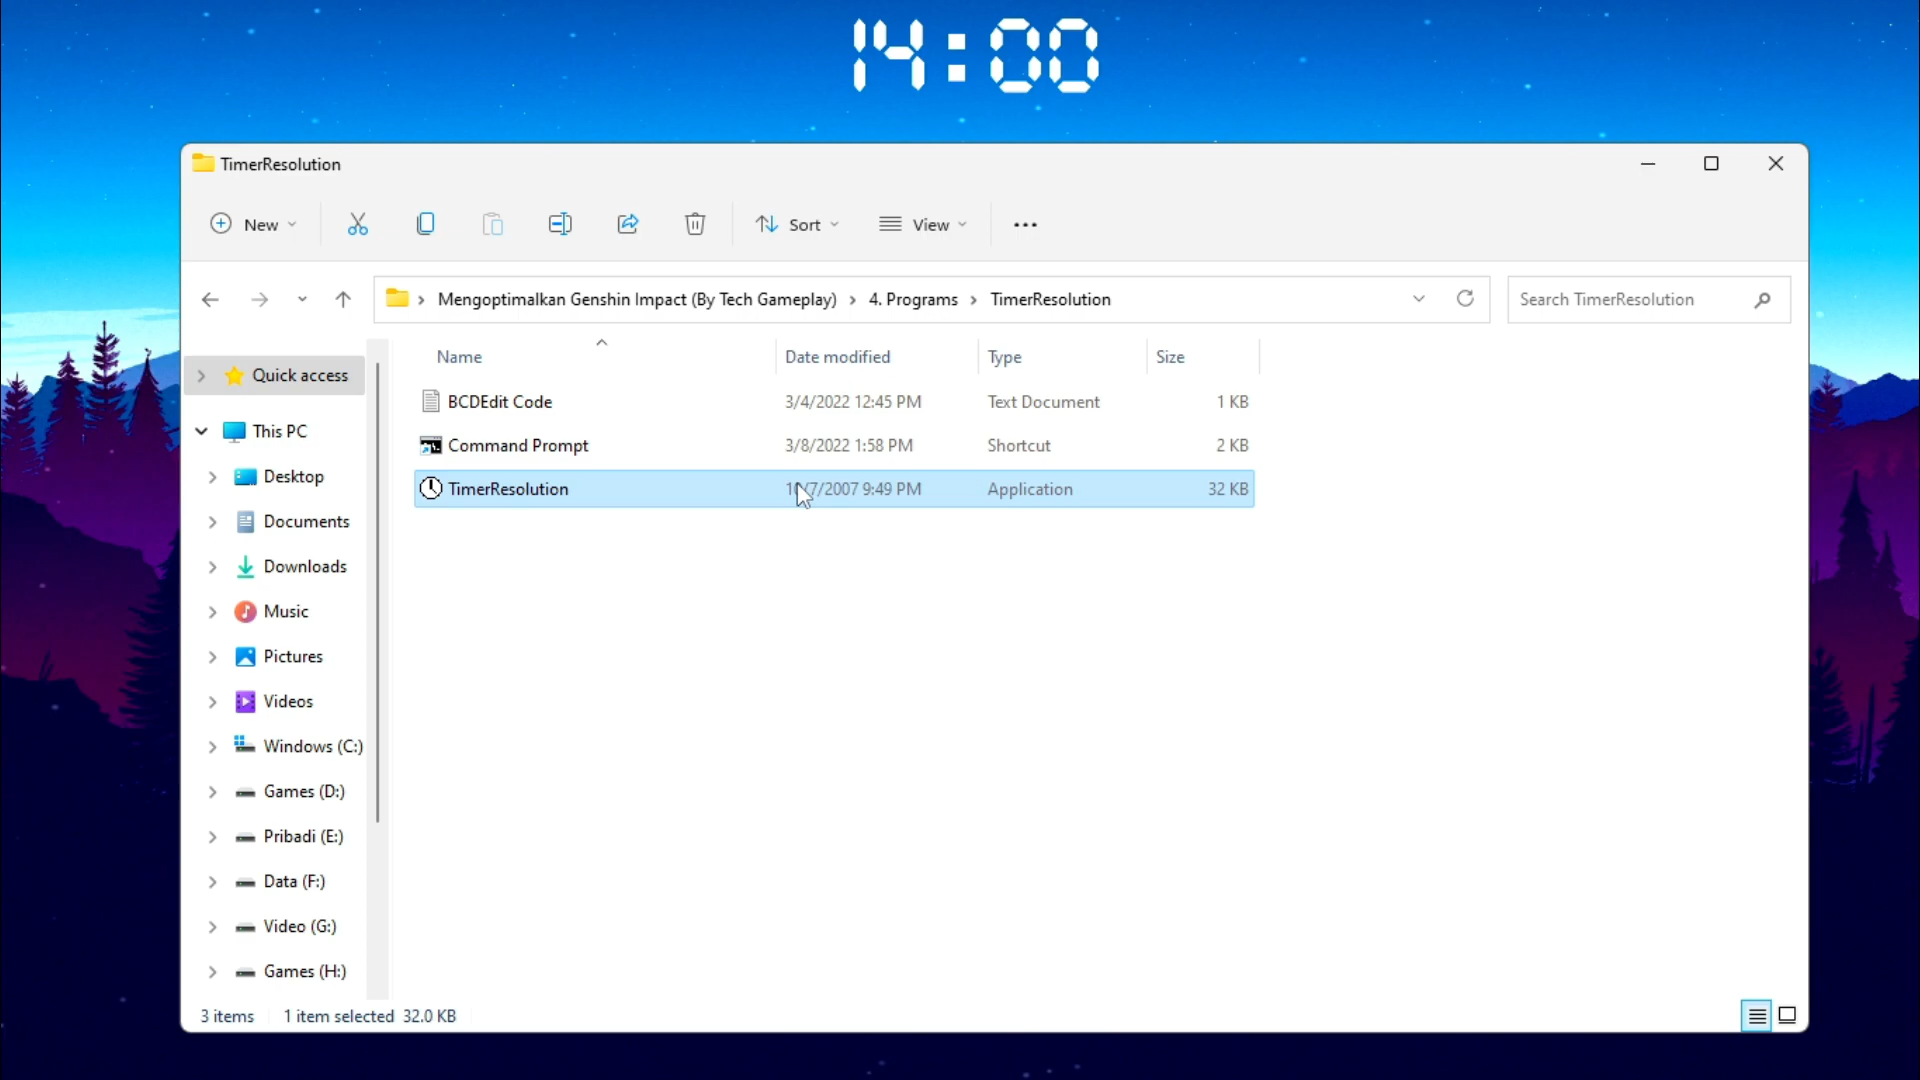 14:00
TimerResolution
New
Sort
View
Mengoptimalkan Genshin Impact (By Tech Gameplay) > 4. Programs > TimerResolution
Search TimerResolution
Name Date modified Type Size
BCDEdit Code 3/4/2022 12:45 PM Text Document 1 KB
Command Prompt 3/8/2022 1:58 PM Shortcut 2 KB
TimerResolution /7/2007 9:49 PM Application 32 KB
Quick access
This PC
Desktop
Documents
Downloads
Music
Pictures
Videos
Windows (C:)
Games (D:)
Pribadi (E:)
Data (F:)
Video (G:)
Games (H:)
3 items 1 item selected 32.0 KB